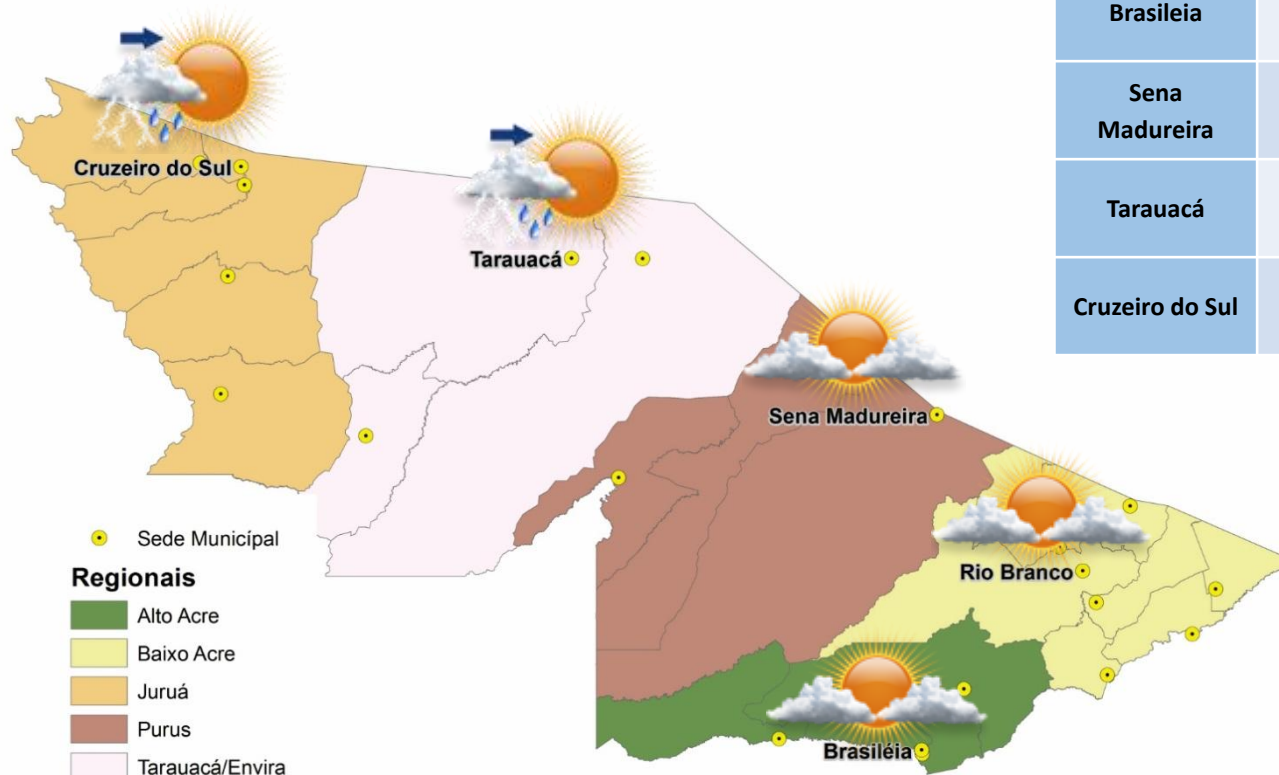 Brasileia
Sena
Madureira
Tarauacá
Cruzeiro do Sul
Cruzeiro do Sul
Tarauacá
Sena Madureira
Rio Branco
Brasiléia
Sede Municípal
Regionais
Alto Acre
Baixo Acre
Juruá
Purus
Tarauacá/Envira